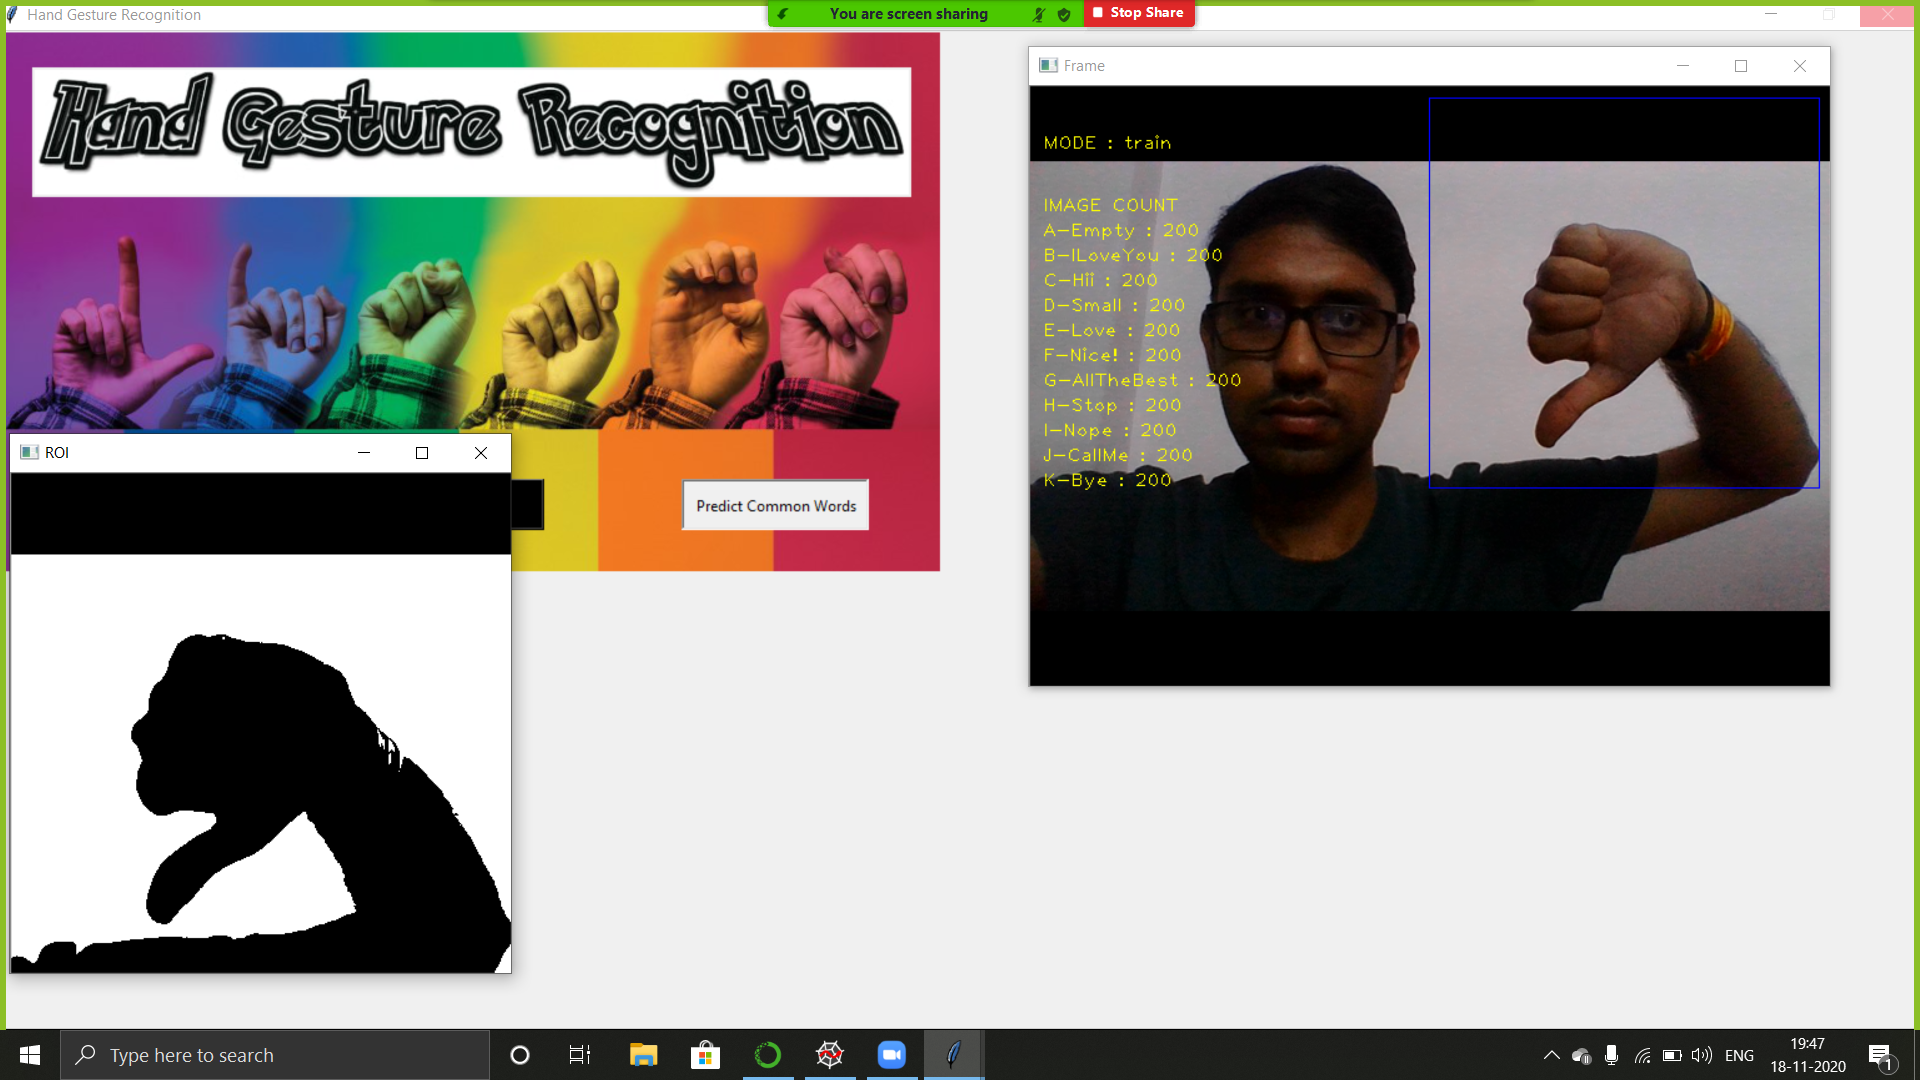 Hand Gesture Recognition
You are screen sharing
Stop Share
Hand Gesture Recognition
Frame
MODE : train
IMAGE COUNT
A-Empty : 200
B-ILoveYou : 200
C-Hii : 200
D-Small : 200
E-Love : 200
F-Nice! : 200
G-AllTheBest : 200
H-Stop : 200
I-Nope : 200
J-CallMe : 200
K-Bye : 200
ROI
Predict Common Words
Type here to search
ENG
19:47
18-11-2020
1